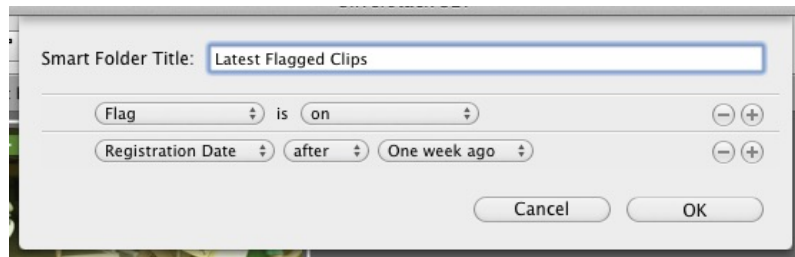 Smart Folder Title: Latest Flagged Clips
Flag is on
Registration Date after One week ago
Cancel OK